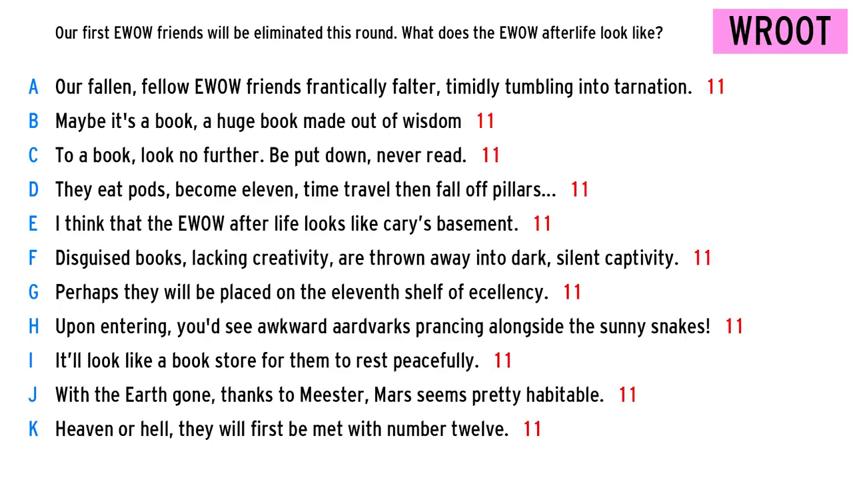 Our first EWOW friends will be eliminated this round. What does the EWOW afterlife look like?
WROOT
A Our fallen, fellow EWOW friends frantically falter, timidly tumbling into tarnation. 11
B Maybe it's a book, a huge book made out of wisdom 11
C To a book, look no further. Be put down, never read. 11
D They eat pods, become eleven, time travel then fall off pillars... 11
E I think that the EWOW after life looks like cary's basement. 11
F Disguised books, lacking creativity, are thrown away into dark, silent captivity. 11
G Perhaps they will be placed on the eleventh shelf of ecellency. 11
H Upon entering, you'd see awkward aardvarks prancing alongside the sunny snakes! 11
I It'll look like a book store for them to rest peacefully. 11
J With the Earth gone, thanks to Meester, Mars seems pretty habitable. 11
K Heaven or hell, they will first be met with number twelve. 11